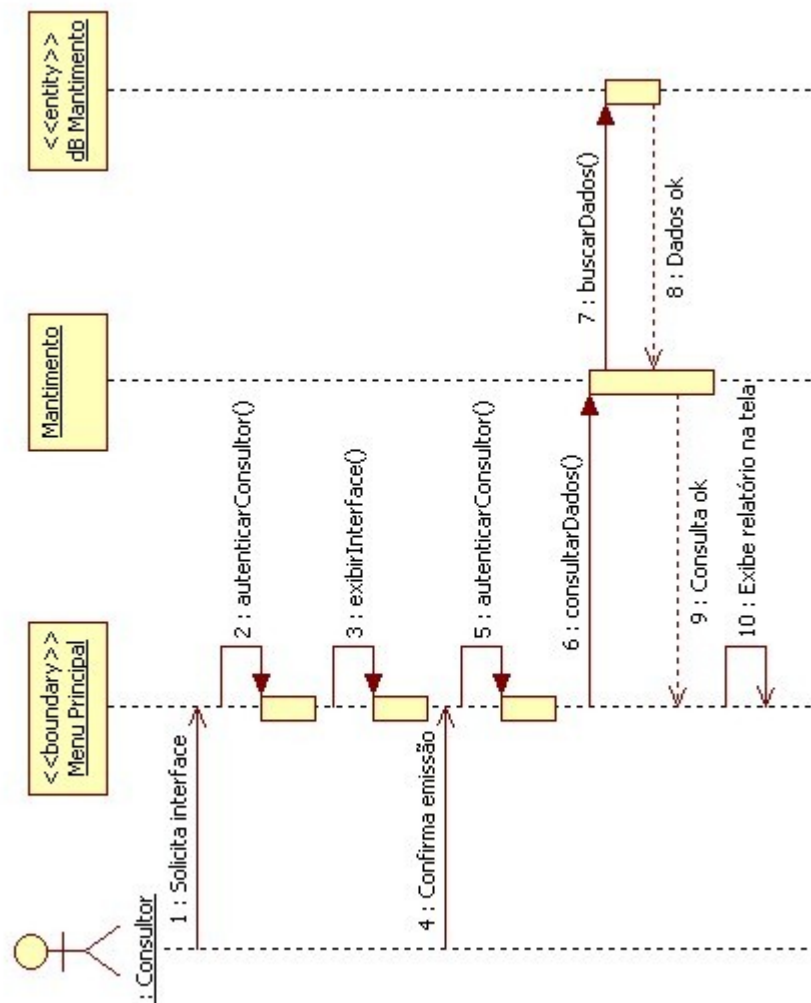 : Consultor
<<boundary>>
Menu Principal
Mantimento
<<entity>>
dB Mantimento
1 : Solicita interface
2 : autenticarConsultor()
3 : exibirInterface()
4 : Confirma emissão
5 : autenticarConsultor()
6 : consultarDados()
7 : buscarDados()
8 : Dados ok
9 : Consulta ok
10 : Exibe relatório na tela